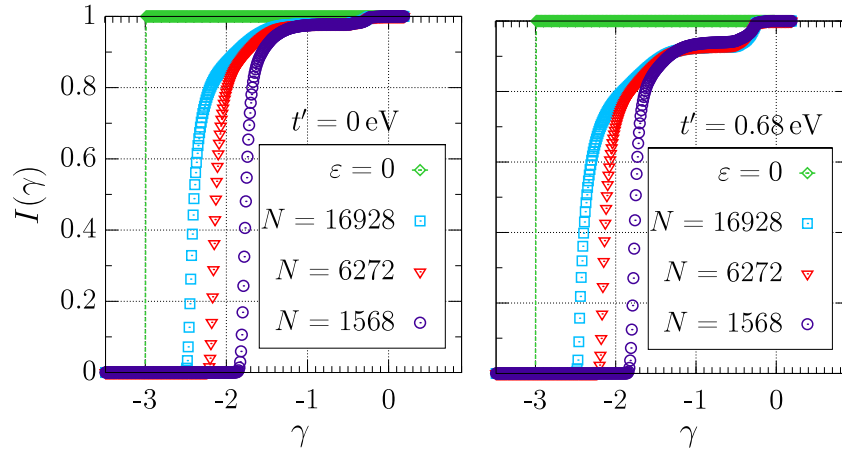 1
0.8
0.6
0.4
0.2
0
I(γ)
t′ = 0 eV
ε = 0
N = 16928
N = 6272
N = 1568
-3 -2 -1 0
γ
t′ = 0.68 eV
ε = 0
N = 16928
N = 6272
N = 1568
-3 -2 -1 0
γ